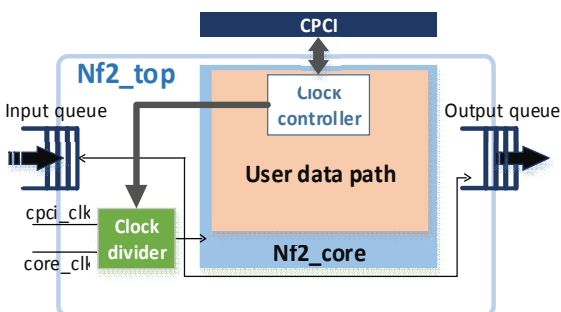 CPCI
Nf2_top
Input queue
Clock
controller
Output queue
User data path
cpci_clk
Clock
divider
core_clk
Nf2_core